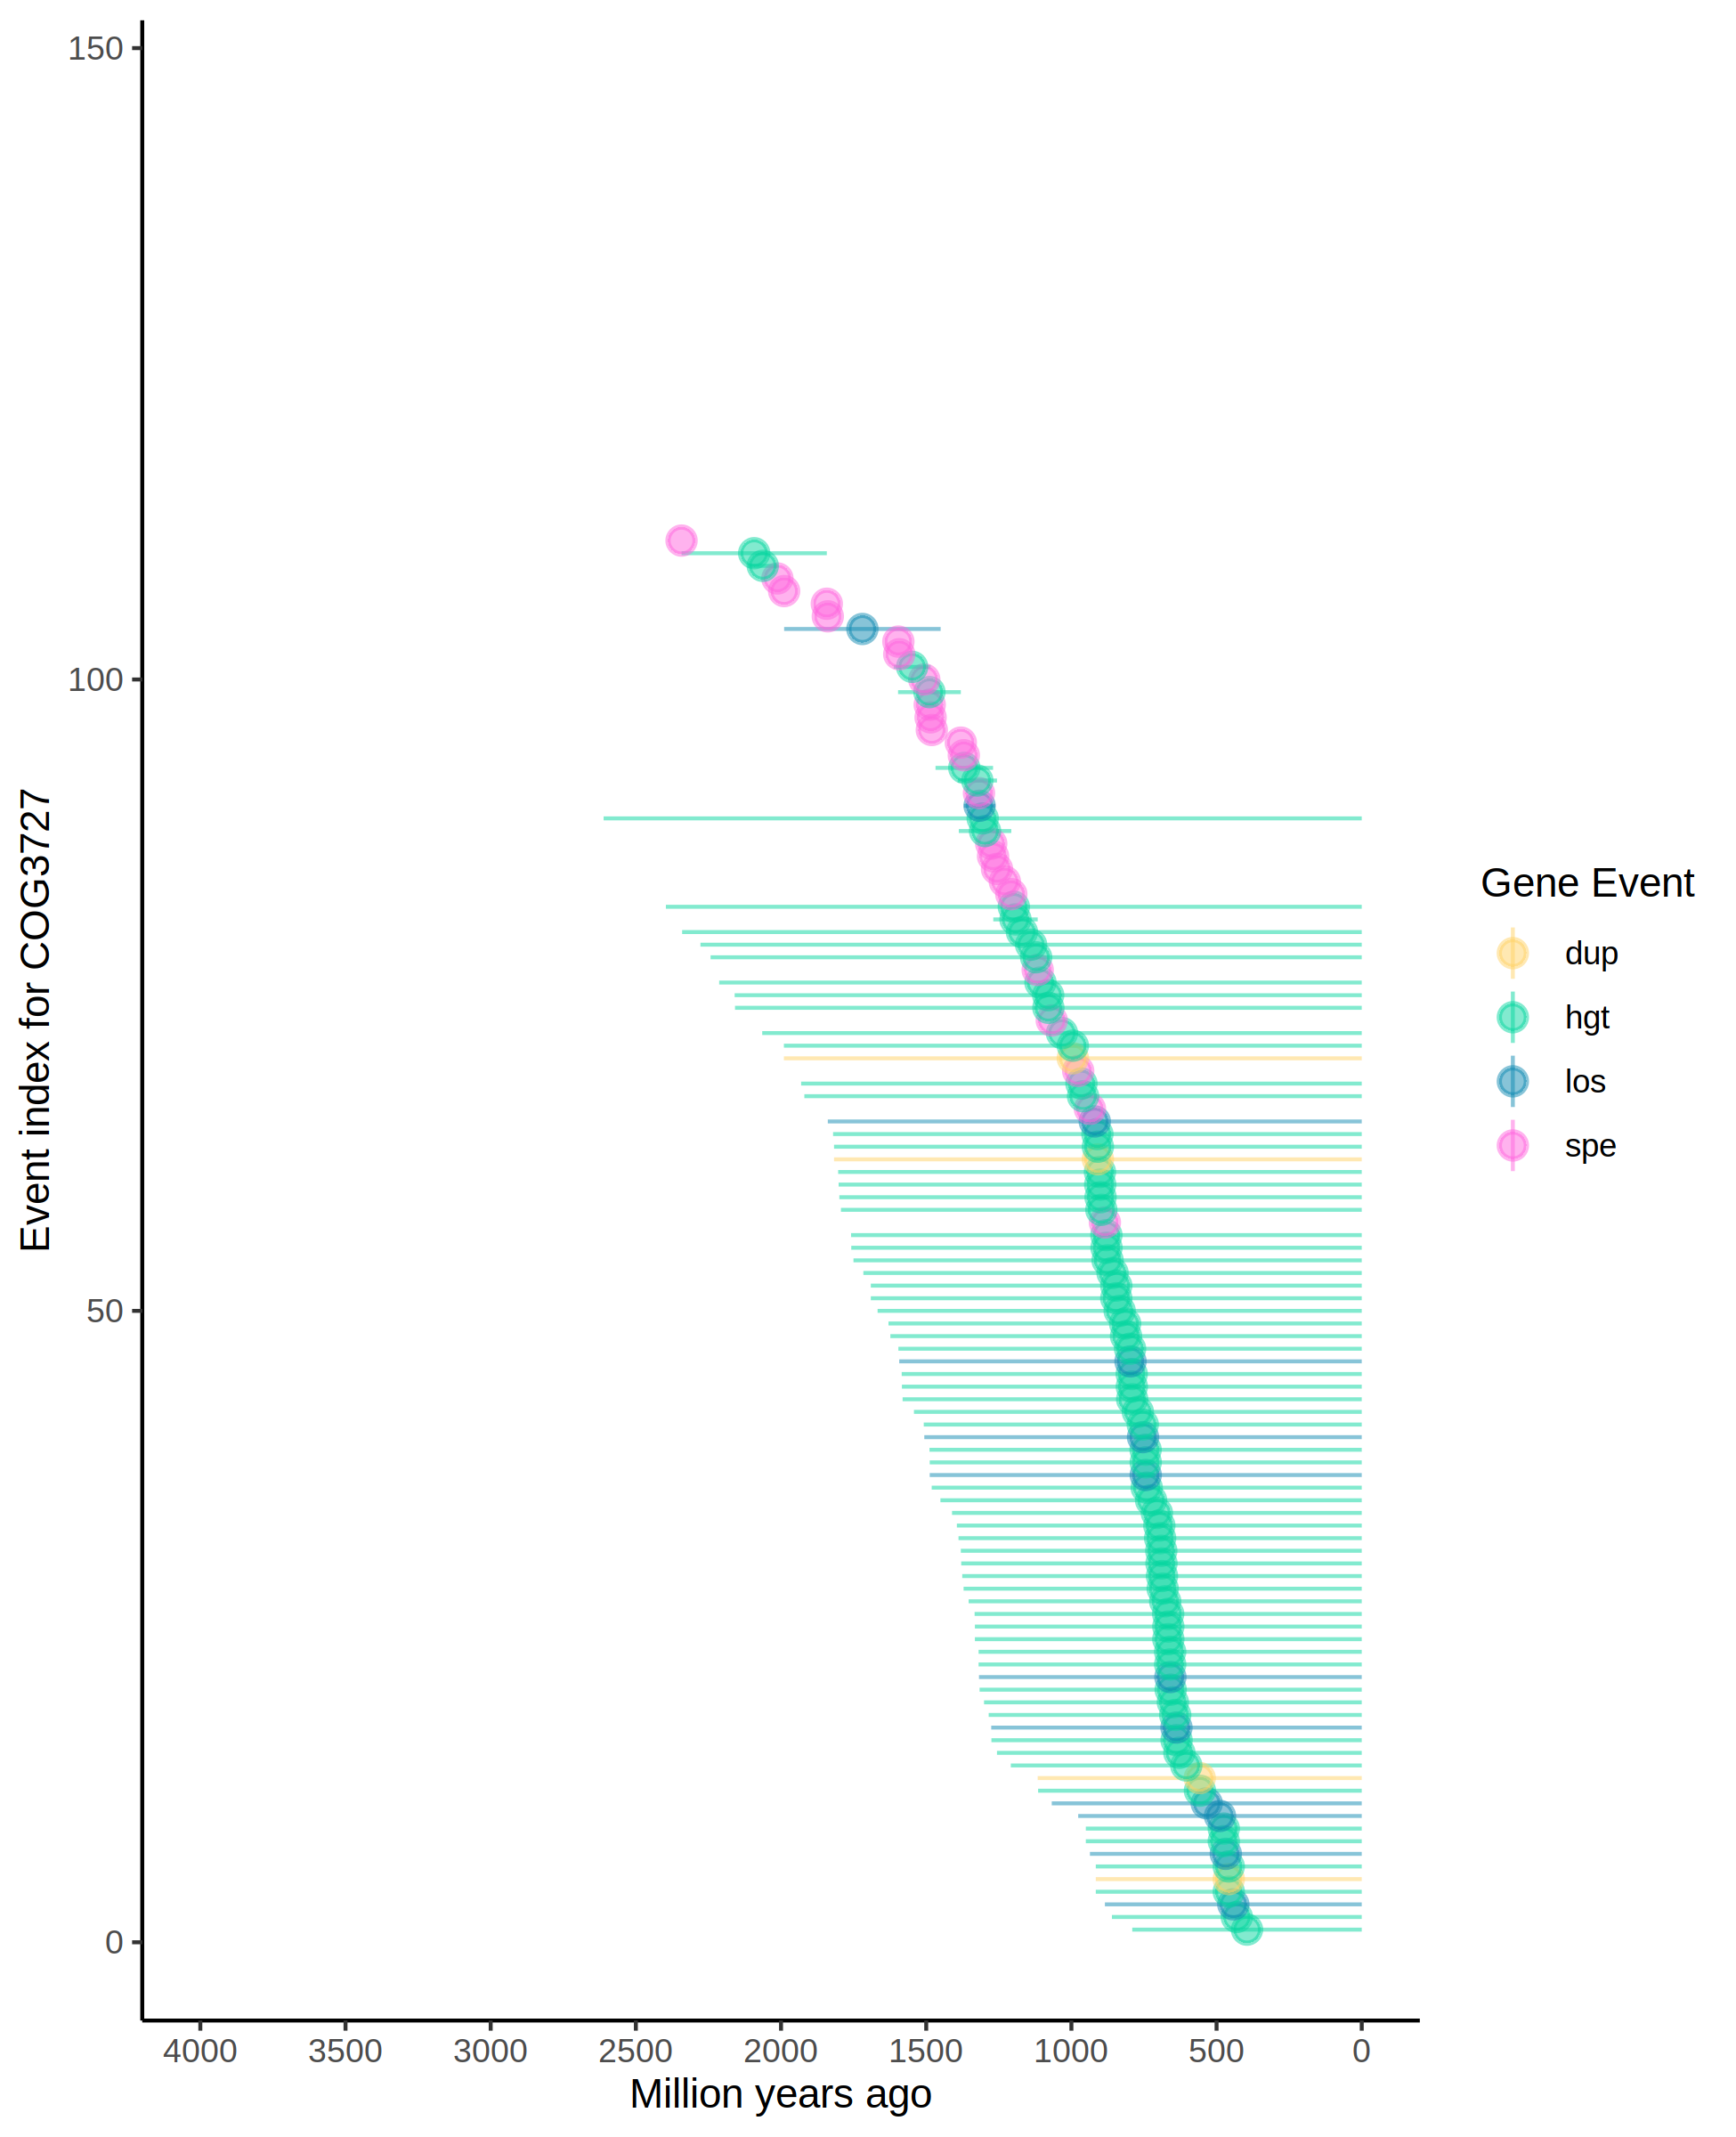 150
100
50
0
Event index for COG3727
4000 3500 3000 2500 2000 1500 1000 500 0
Million years ago
Gene Event
dup
hgt
los
spe